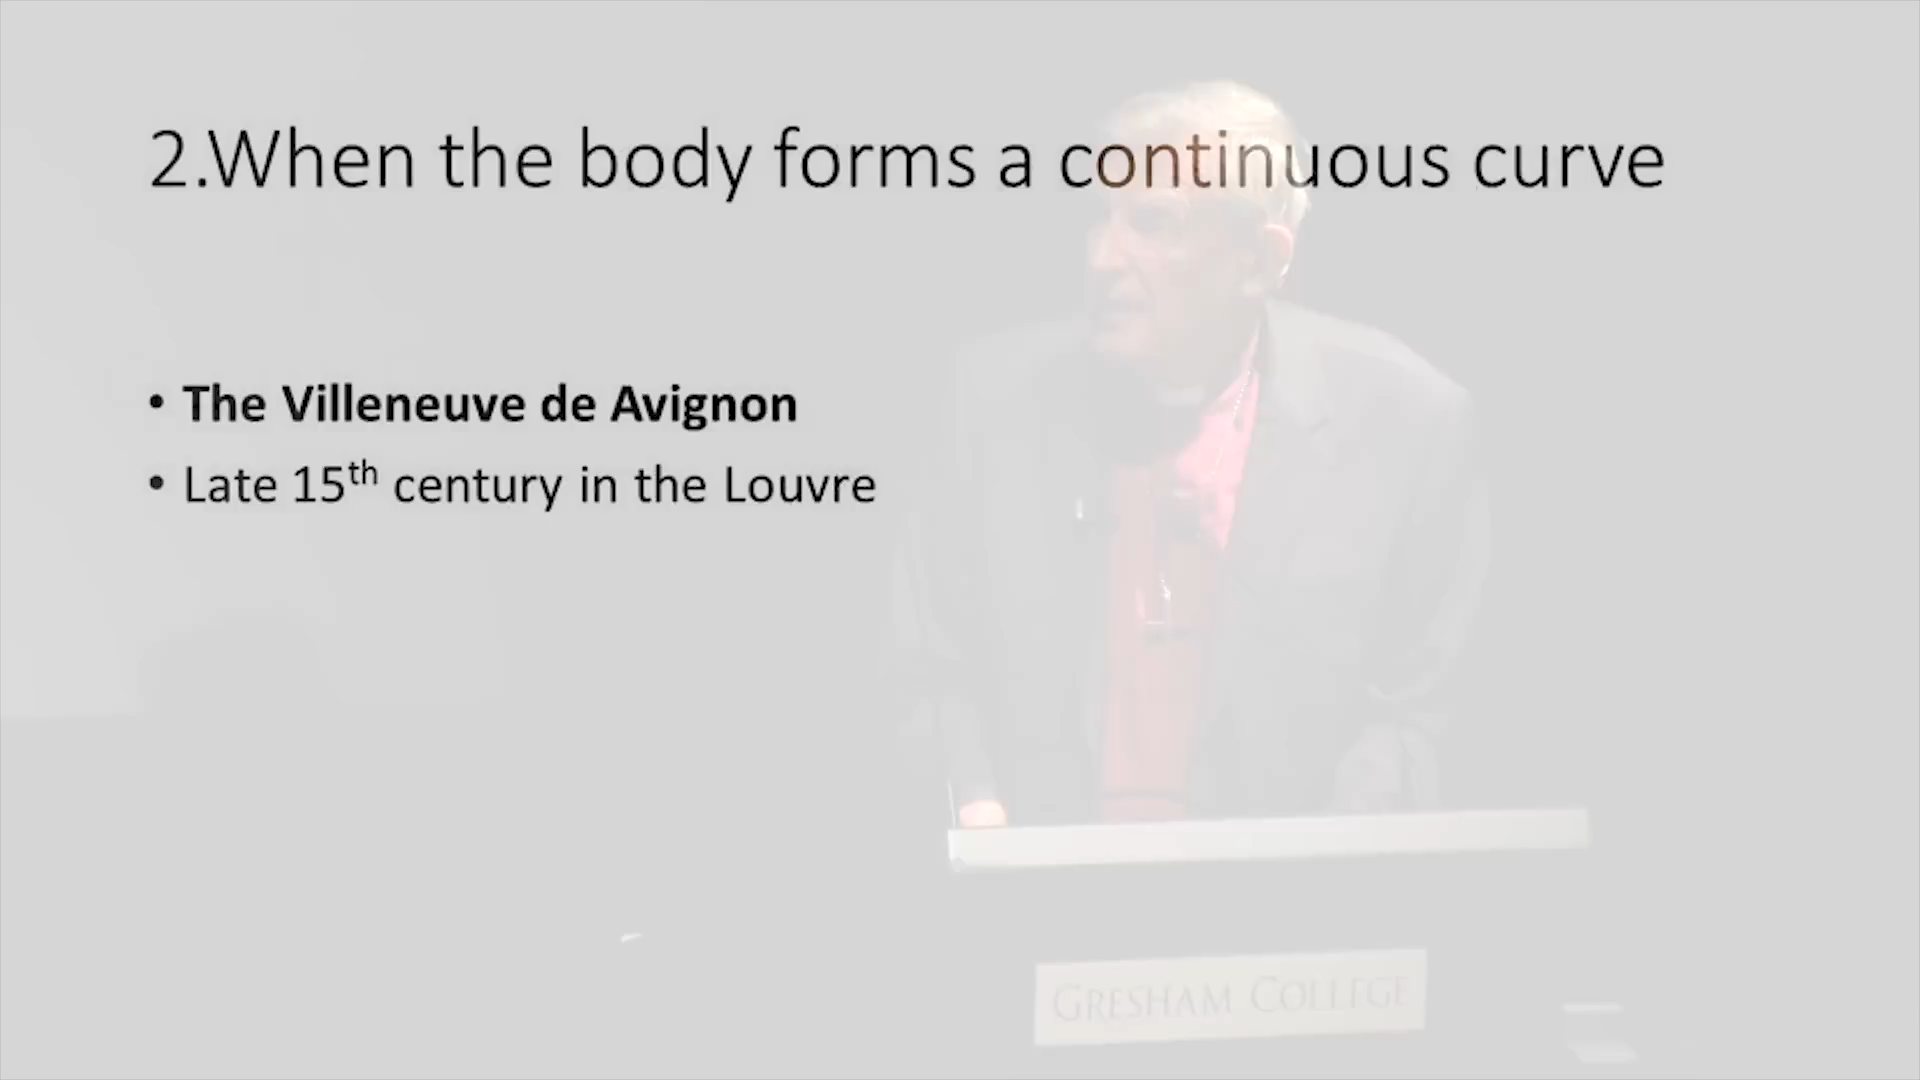 2.When the body forms a continuous curve
• The Villeneuve de Avignon
• Late 15th century in the Louvre
GRESHAM COLLEGE